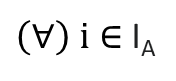 (∀) i ∈ I_A